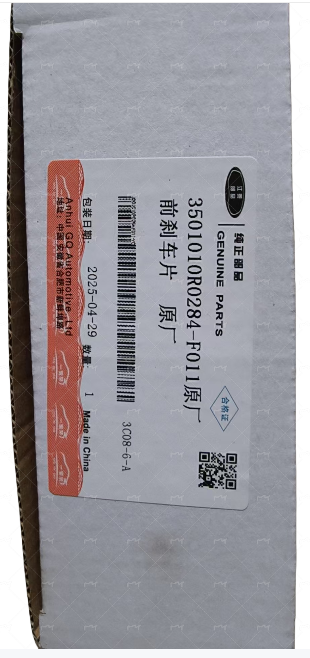 純正部品
GENUINE PARTS
3501010R0284-F011原厂
前刹车片 原厂
合格证
3C08-6-A
包装日期: 2025-04-29 数量: 1 Made in China
Anhui GQ Automotive.,Ltd